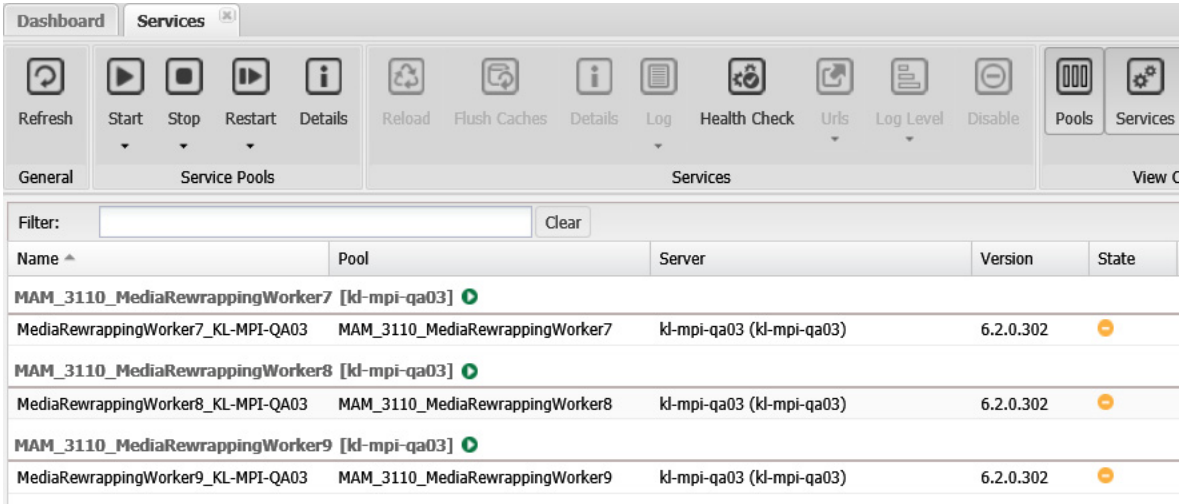 Dashboard Services
Refresh Start Stop Restart Details Reload Flush Caches Details Log Health Check Urls Log Level Disable Pools Services
General Service Pools Services View
Filter: Clear
Name Pool Server Version State
MAM_3110_MediaRewrappingWorker7 [kl-mpi-qa03]
MediaRewrappingWorker7_KL-MPI-QA03 MAM_3110_MediaRewrappingWorker7 kl-mpi-qa03 (kl-mpi-qa03) 6.2.0.302
MAM_3110_MediaRewrappingWorker8 [kl-mpi-qa03]
MediaRewrappingWorker8_KL-MPI-QA03 MAM_3110_MediaRewrappingWorker8 kl-mpi-qa03 (kl-mpi-qa03) 6.2.0.302
MAM_3110_MediaRewrappingWorker9 [kl-mpi-qa03]
MediaRewrappingWorker9_KL-MPI-QA03 MAM_3110_MediaRewrappingWorker9 kl-mpi-qa03 (kl-mpi-qa03) 6.2.0.302